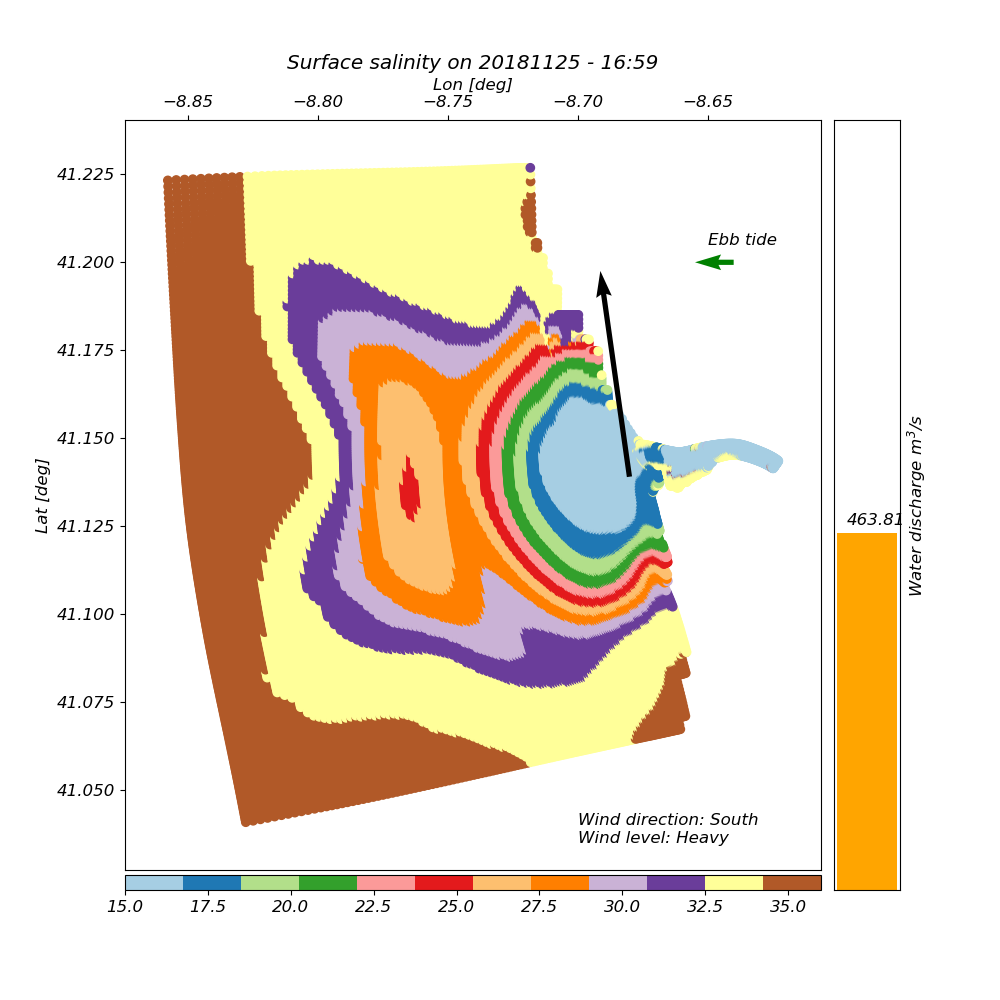 Surface salinity on 20181125 - 16:59
Lon [deg]
−8.85 −8.80 −8.75 −8.70 −8.65
41.225
41.200
41.175
41.150
41.125
41.100
41.075
41.050
Lat [deg]
Ebb tide
463.81
Water discharge m³/s
Wind direction: South
Wind level: Heavy
15.0 17.5 20.0 22.5 25.0 27.5 30.0 32.5 35.0